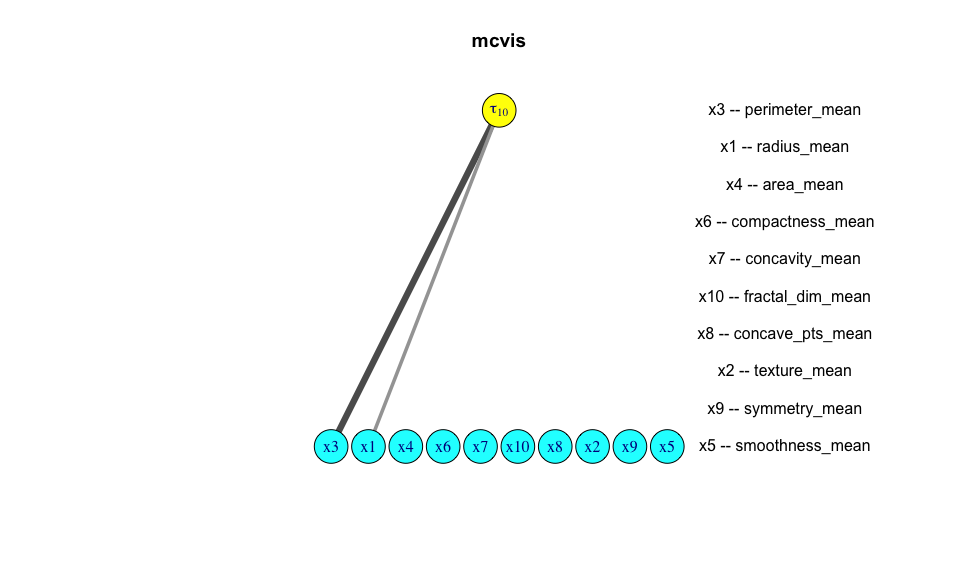 mcvis
τ10
x3 -- perimeter_mean
x1 -- radius_mean
x4 -- area_mean
x6 -- compactness_mean
x7 -- concavity_mean
x10 -- fractal_dim_mean
x8 -- concave_pts_mean
x2 -- texture_mean
x9 -- symmetry_mean
x3 x1 x4 x6 x7 x10 x8 x2 x9 x5 x5 -- smoothness_mean